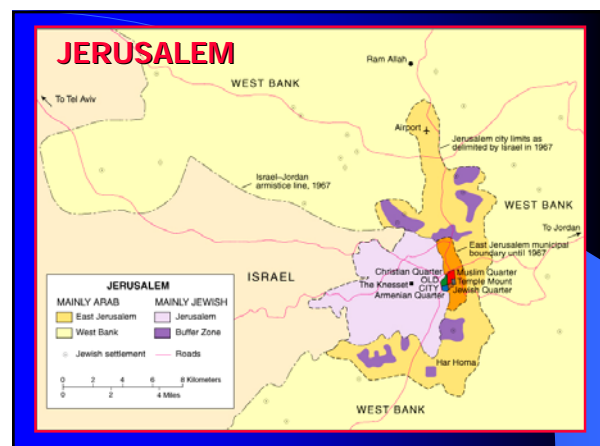 JERUSALEM
Ram Allah
WEST BANK
To Tel Aviv
Airport
Jerusalem city limits as
delimited by Israel in 1967
Israel–Jordan
armistice line, 1967
WEST BANK
To Jordan
East Jerusalem municipal
boundary until 1967
ISRAEL
Christian Quarter
Muslim Quarter
OLD
CITY
Temple Mount
The Knesset
Jewish Quarter
Armenian Quarter
JERUSALEM
MAINLY ARAB
MAINLY JEWISH
East Jerusalem
Jerusalem
West Bank
Buffer Zone
Jewish settlement
Roads
0 2 4 6 8 Kilometers
0 2 4 Miles
Har Homa
WEST BANK